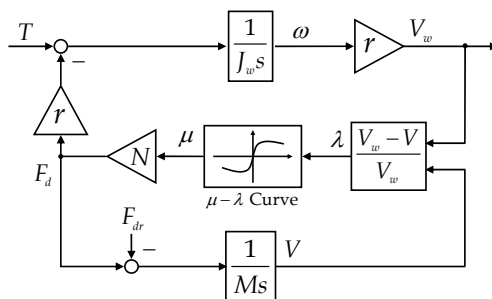 T
−
1
J_w s
ω
r
V_w
r
F_d
N
μ
μ − λ Curve
λ
V_w − V
V_w
F_dr
−
1
Ms
V